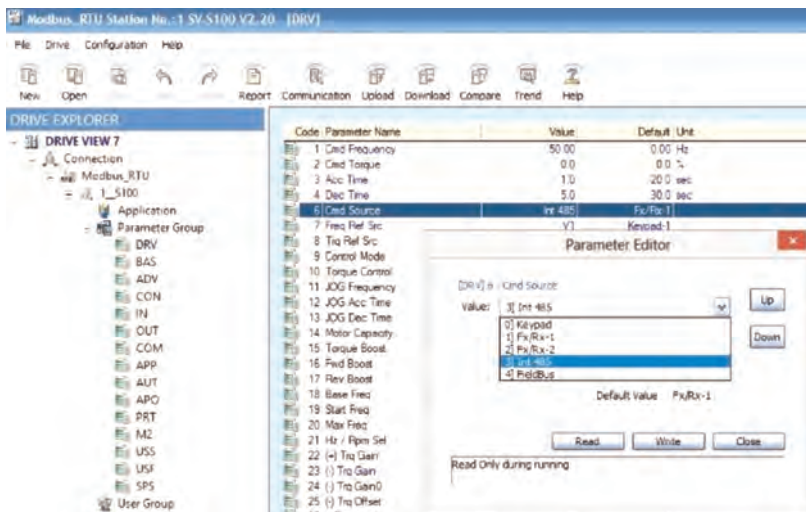 Modbus_RTU Station No.:1 SV-S100 V2.20 [DRV]
File Drive Configuration Help
New Open Report Communication Upload Download Compare Trend Help
DRIVE EXPLORER
DRIVE VIEW 7
Connection
Modbus_RTU
1_S100
Application
Parameter Group
DRV
BAS
ADV
CON
IN
OUT
COM
APP
AUT
APO
PRT
M2
USS
USF
SPS
User Group
Code Parameter Name Value Default Unit
1 Cmd Frequency 50.00 0.00 Hz
2 Cmd Torque 0.0 0.0 %
3 Acc Time 1.0 20.0 sec
4 Dec Time 5.0 30.0 sec
6 Cmd Source Int 485 Fx/Rx-1
7 Freq Ref Src V1 Keypad-1
8 Trq Ref Src
9 Control Mode
10 Torque Control
11 JOG Frequency
12 JOG Acc Time
13 JOG Dec Time
14 Motor Capacity
15 Torque Boost
16 Fwd Boost
17 Rev Boost
18 Base Freq
19 Start Freq
20 Max Freq
21 Hz / Rpm Sel
22 (+) Trq Gain
23 (-) Trq Gain
24 (-) Trq Gain0
25 (-) Trq Offset
Parameter Editor
[DRV] 6 : Cmd Source
Value: 3] Int 485
0] Keypad
1] Fx/Rx-1
2] Fx/Rx-2
3] Int 485
4] FieldBus
Up
Down
Default Value Fx/Rx-1
Read Write Close
Read Only during running